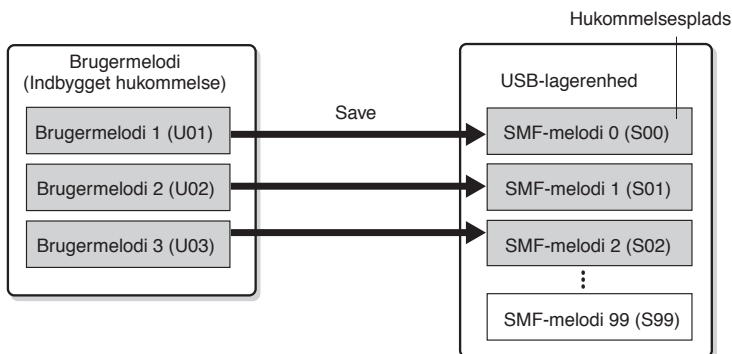 Hukommelsesplads
Brugermelodi
(Indbygget hukommelse)
Brugermelodi 1 (U01)
Brugermelodi 2 (U02)
Brugermelodi 3 (U03)
Save
USB-lagerenhed
SMF-melodi 0 (S00)
SMF-melodi 1 (S01)
SMF-melodi 2 (S02)
SMF-melodi 99 (S99)